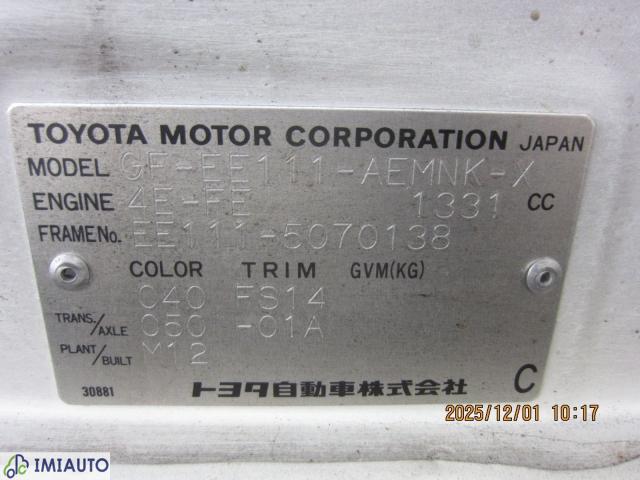 TOYOTA MOTOR CORPORATION JAPAN
MODEL GF-EE111-AEMNK-X
ENGINE 4E-FE 1331 CC
FRAME No. EE111-5070138
COLOR TRIM GVM(KG)
040 FS14
TRANS./AXLE C50 -01A
PLANT/BUILT M12
30881 トヨタ自動車株式会社 C
2025/12/01 10:17
IMIAUTO